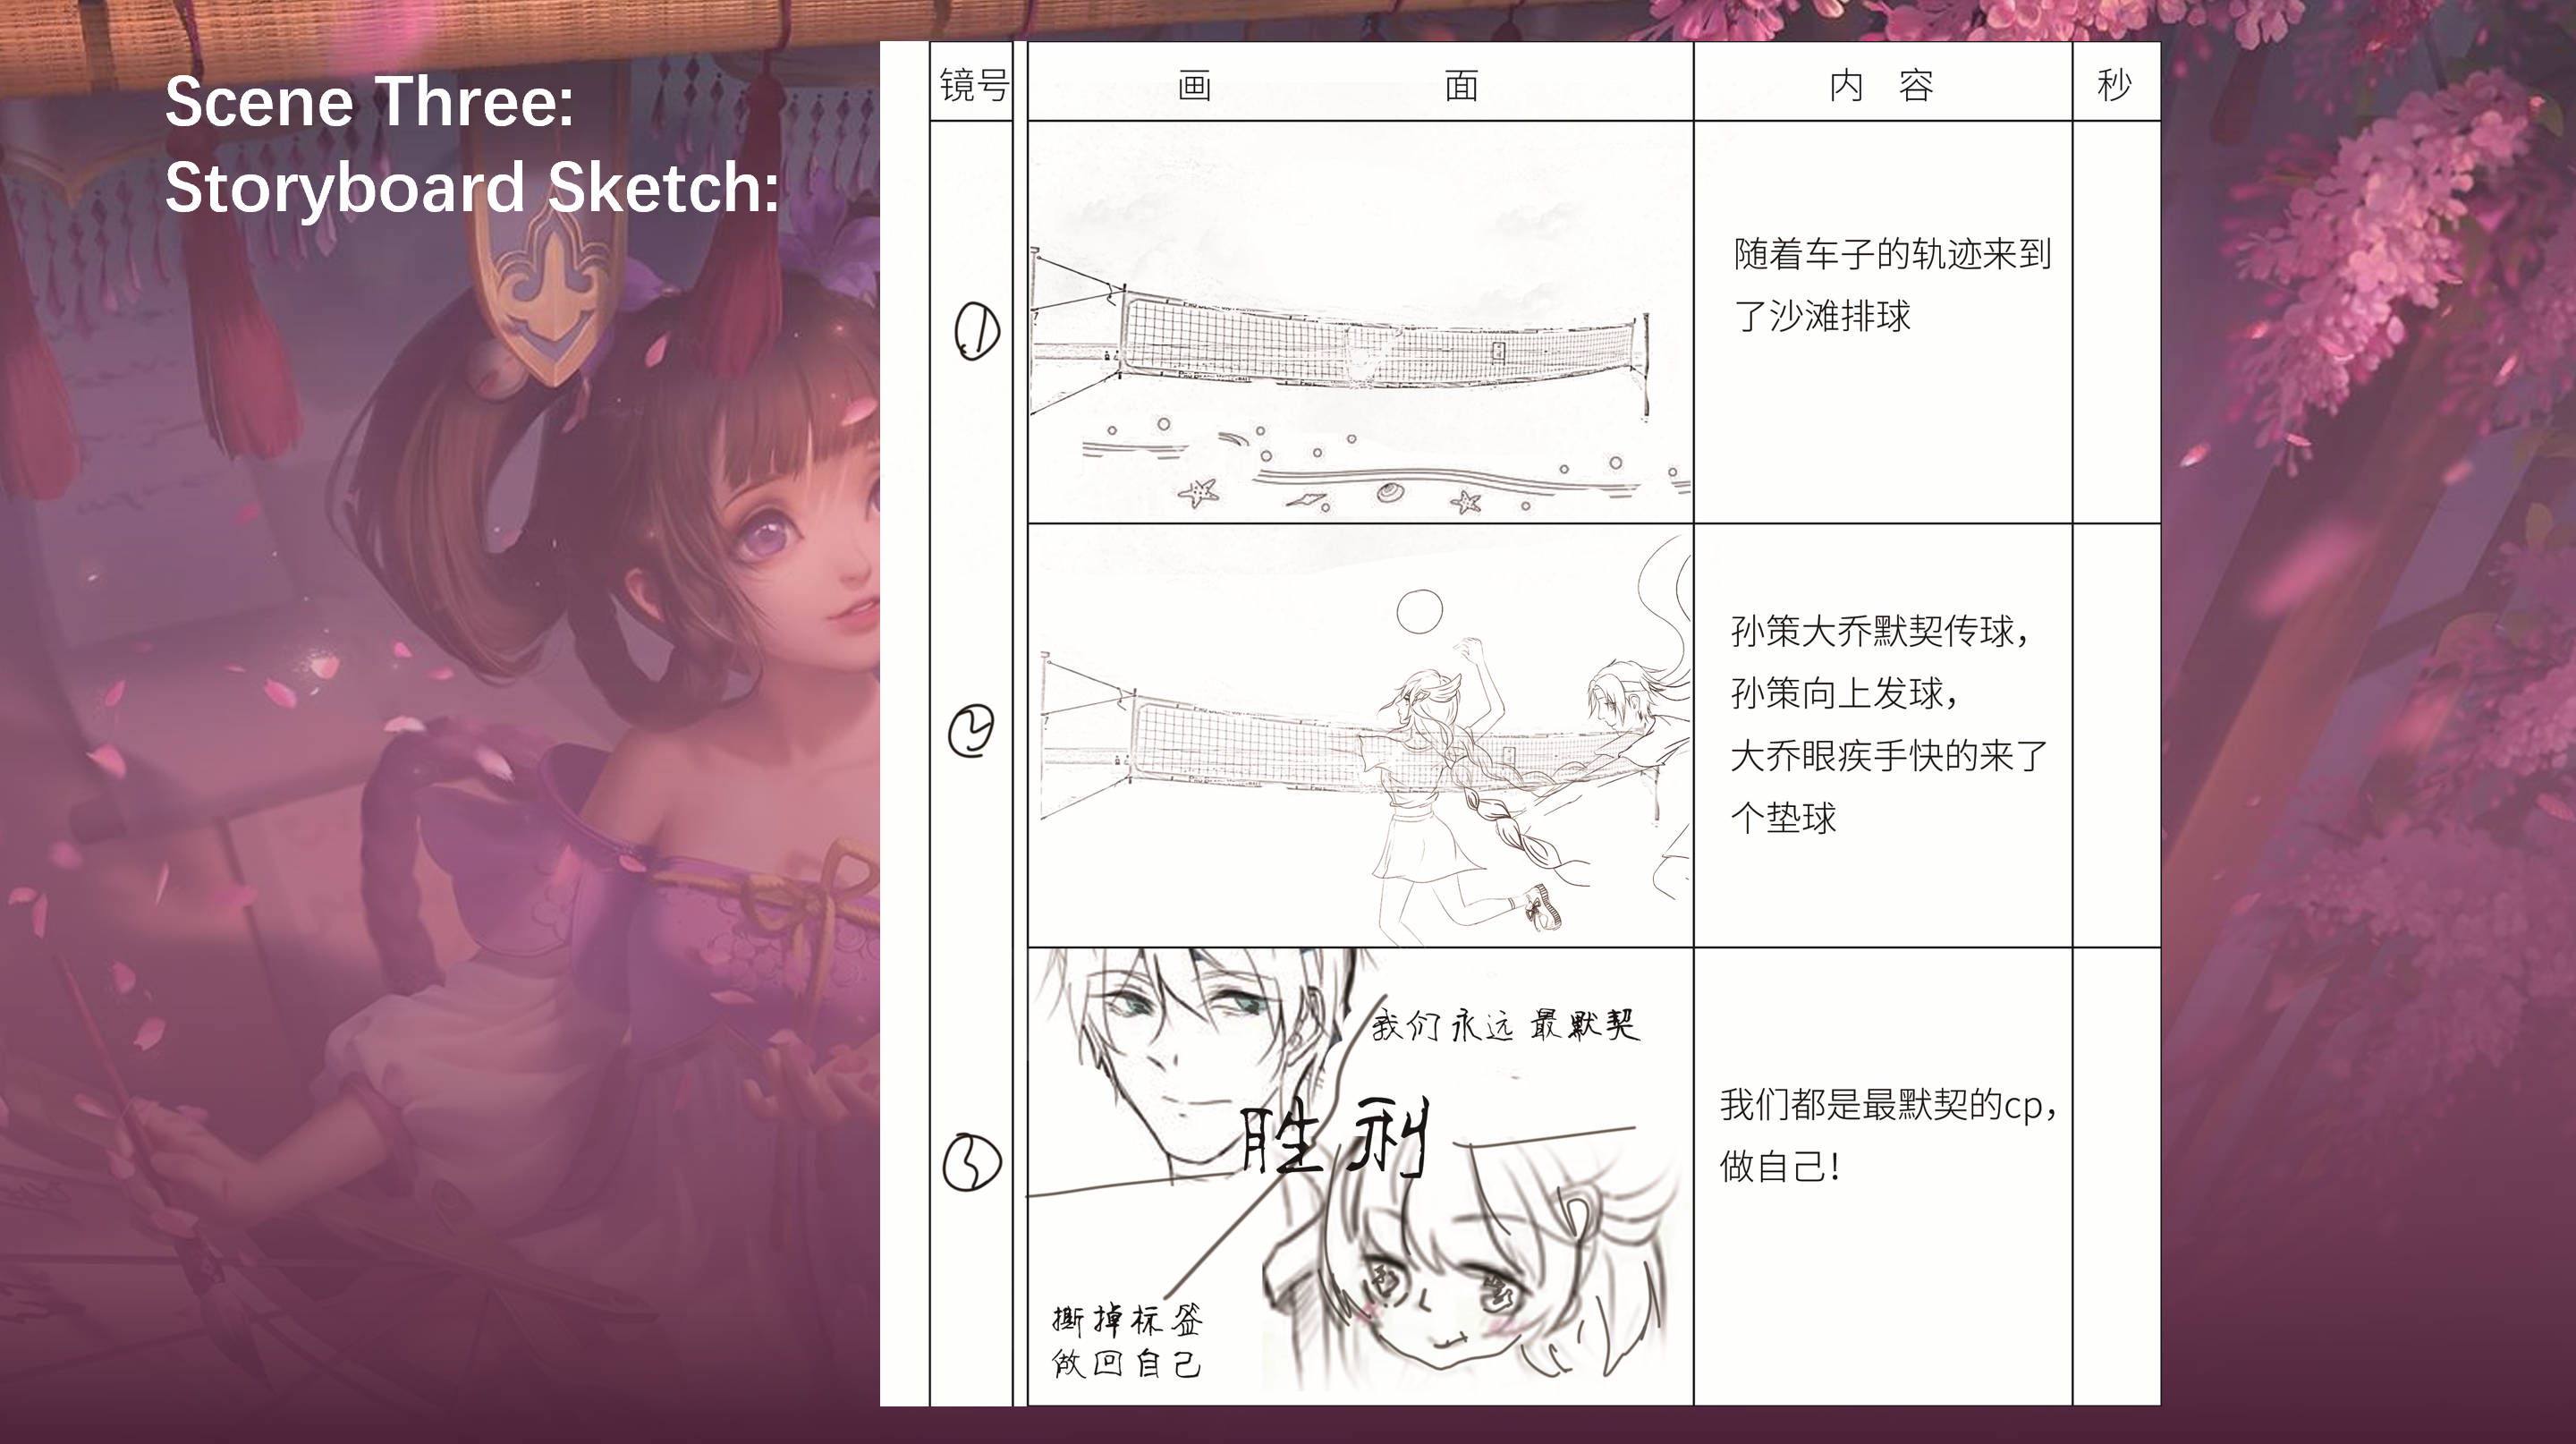 Scene Three:
Storyboard Sketch:
镜号 画 面 内 容 秒
①
随着车子的轨迹来到
了沙滩排球
②
孙策大乔默契传球，
孙策向上发球，
大乔眼疾手快的来了
个垫球
③
我们永远最默契
胜利
撕掉标签
做回自己
我们都是最默契的cp，
做自己！